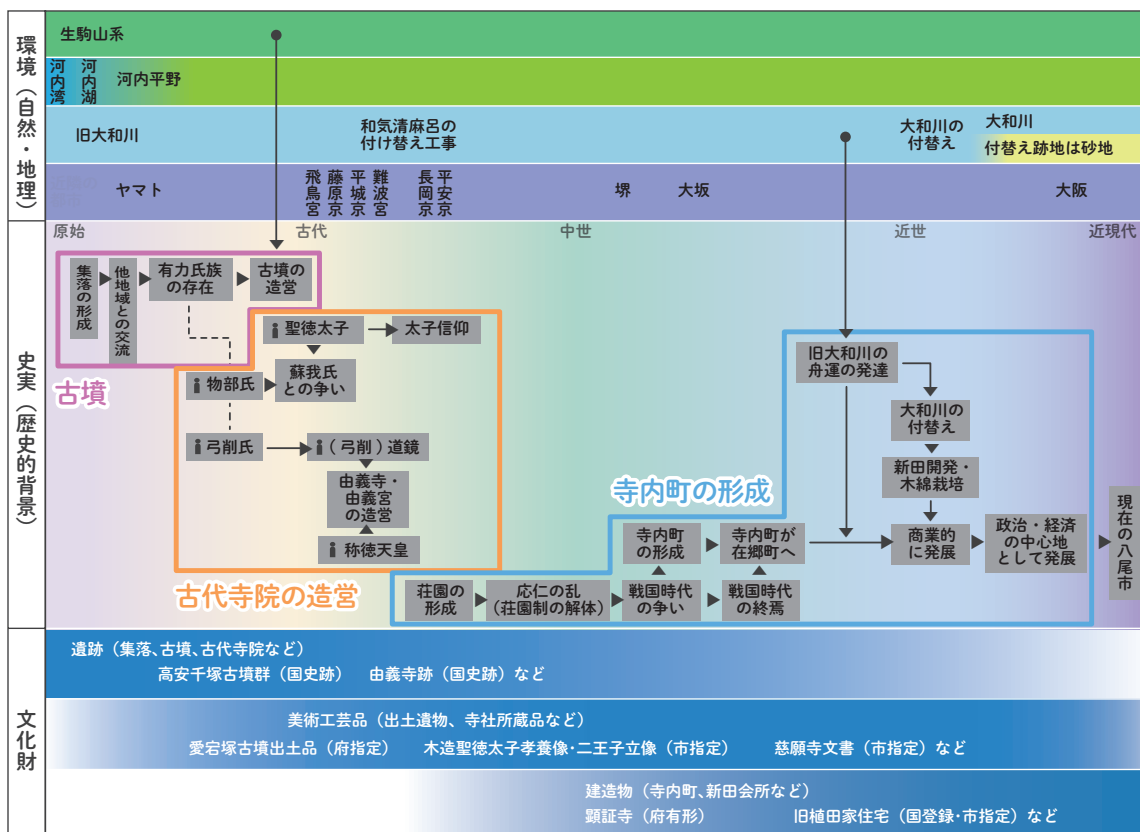 環境（自然・地理）
生駒山系
河内湾
河内湖
河内平野
旧大和川
和気清麻呂の
付け替え工事
大和川の
付替え
大和川
付替え跡地は砂地
ヤマト
飛鳥宮
藤原京
平城京
難波宮
長岡京
平安京
堺
大坂
大阪
史実（歴史的背景）
原始
古代
中世
近世
近現代
集落の形成
他地域との交流
有力氏族
の存在
古墳の
造営
古墳
聖徳太子
太子信仰
物部氏
蘇我氏
との争い
弓削氏
（弓削）道鏡
由義寺・
由義宮
の造営
称徳天皇
古代寺院の造営
寺内町の形成
荘園の
形成
応仁の乱
（荘園制の解体）
戦国時代
の争い
戦国時代
の終焉
寺内町
の形成
寺内町が
在郷町へ
旧大和川の
舟運の発達
大和川の
付替え
新田開発・
木綿栽培
商業的
に発展
政治・経済
の中心地
として発展
現在の八尾市
文化財
遺跡（集落、古墳、古代寺院など）
高安千塚古墳群（国史跡）　由義寺跡（国史跡）など
美術工芸品（出土遺物、寺社所蔵品など）
愛宕塚古墳出土品（府指定）　木造聖徳太子孝養像・二王子立像（市指定）　慈願寺文書（市指定）など
建造物（寺内町、新田会所など）
顕証寺（府有形）　旧植田家住宅（国登録・市指定）など